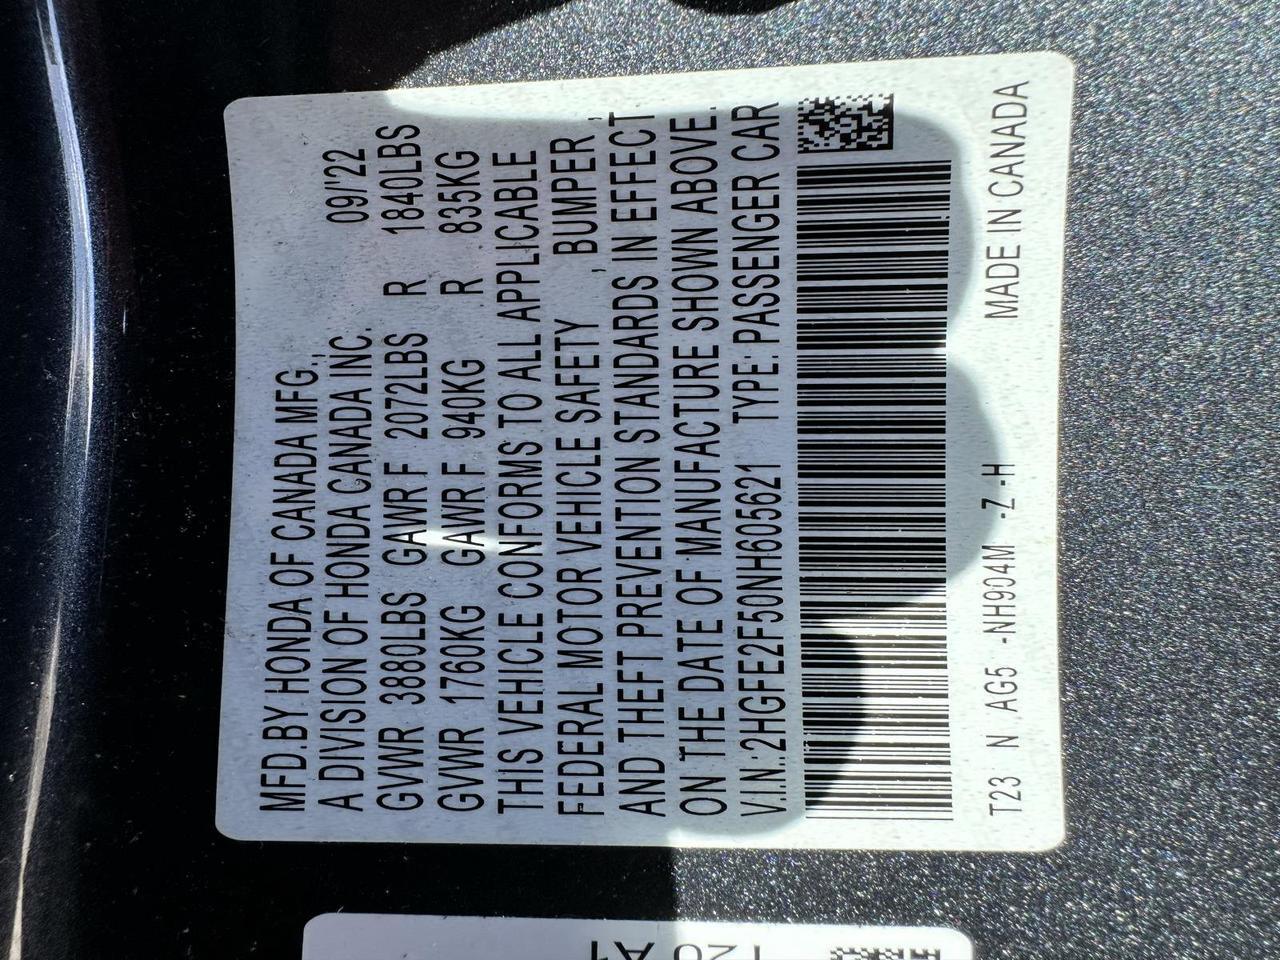 MFD.BY HONDA OF CANADA MFG.,
A DIVISION OF HONDA CANADA INC. 09/'22
GVWR 3880LBS GAWR F 2072LBS R 1840LBS
GVWR 1760KG GAWR F 940KG R 835KG
THIS VEHICLE CONFORMS TO ALL APPLICABLE
FEDERAL MOTOR VEHICLE SAFETY , BUMPER ,
AND THEFT PREVENTION STANDARDS IN EFFECT
ON THE DATE OF MANUFACTURE SHOWN ABOVE.
V.I.N.:2HGFE2F50NH605621 TYPE: PASSENGER CAR
T23 N AG5 -NH904M -Z -H MADE IN CANADA